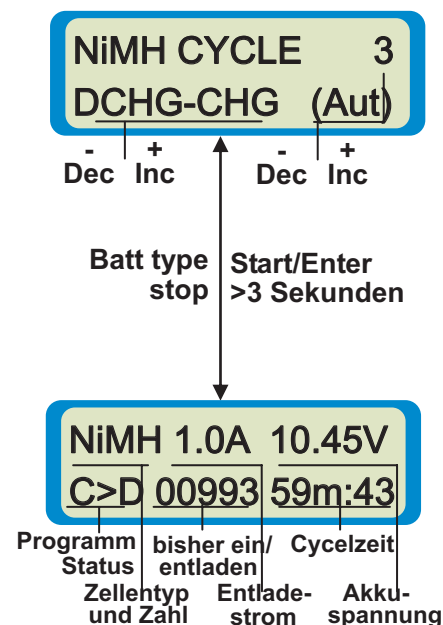 NiMH CYCLE 3
DCHG-CHG (Aut)
- + - +
Dec Inc Dec Inc
Batt type Start/Enter
stop >3 Sekunden
NiMH 1.0A 10.45V
C>D 00993 59m:43
Programm bisher ein/ Cycelzeit
Status entladen
Zellentyp Entlade- Akku-
und Zahl strom spannung